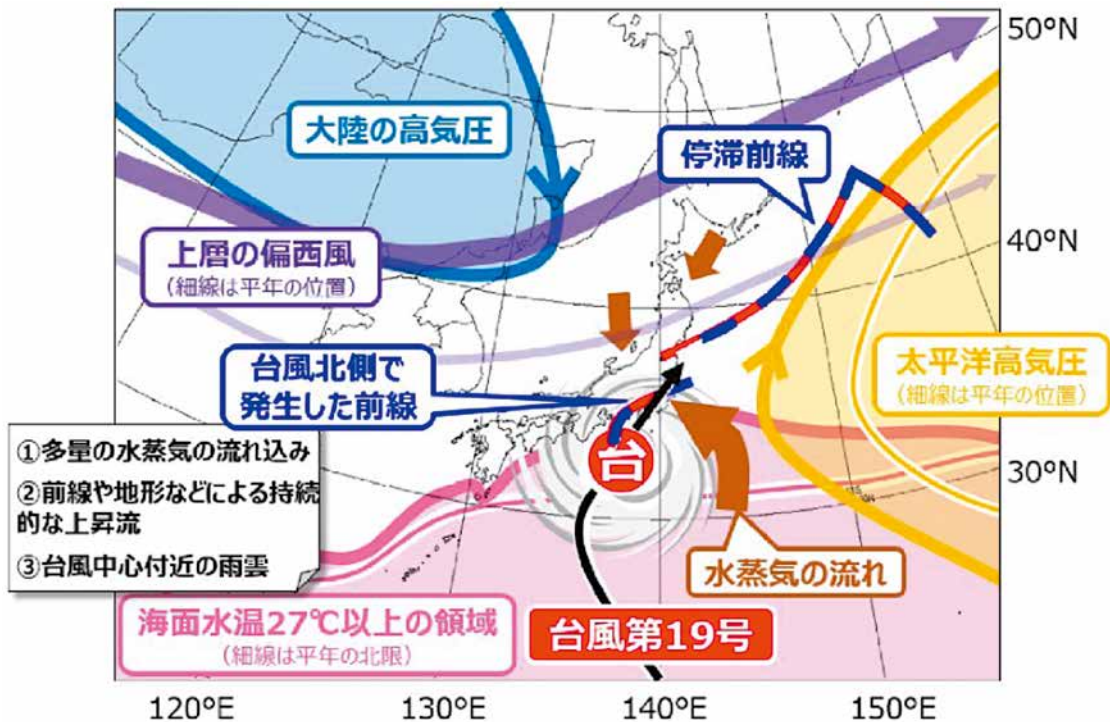 50°N
大陸の高気圧
停滞前線
上層の偏西風
（細線は平年の位置）
40°N
台風北側で
発生した前線
太平洋高気圧
（細線は平年の位置）
①多量の水蒸気の流れ込み
②前線や地形などによる持続
的な上昇流
③台風中心付近の雨雲
台
30°N
水蒸気の流れ
海面水温27℃以上の領域
（細線は平年の北限）
台風第19号
120°E
130°E
140°E
150°E